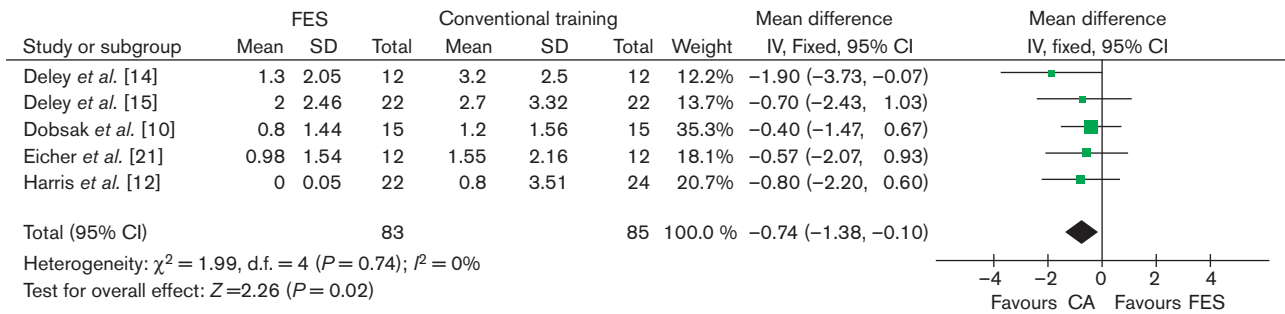 FES Conventional training Mean difference Mean difference
Study or subgroup Mean SD Total Mean SD Total Weight IV, Fixed, 95% CI IV, fixed, 95% CI
Deley et al. [14] 1.3 2.05 12 3.2 2.5 12 12.2% −1.90 (−3.73, −0.07)
Deley et al. [15] 2 2.46 22 2.7 3.32 22 13.7% −0.70 (−2.43, 1.03)
Dobsak et al. [10] 0.8 1.44 15 1.2 1.56 15 35.3% −0.40 (−1.47, 0.67)
Eicher et al. [21] 0.98 1.54 12 1.55 2.16 12 18.1% −0.57 (−2.07, 0.93)
Harris et al. [12] 0 0.05 22 0.8 3.51 24 20.7% −0.80 (−2.20, 0.60)
Total (95% CI) 83 85 100.0 % −0.74 (−1.38, −0.10)
Heterogeneity: χ² = 1.99, d.f. = 4 (P = 0.74); I² = 0%
Test for overall effect: Z =2.26 (P = 0.02)
−4 −2 0 2 4
Favours CA Favours FES